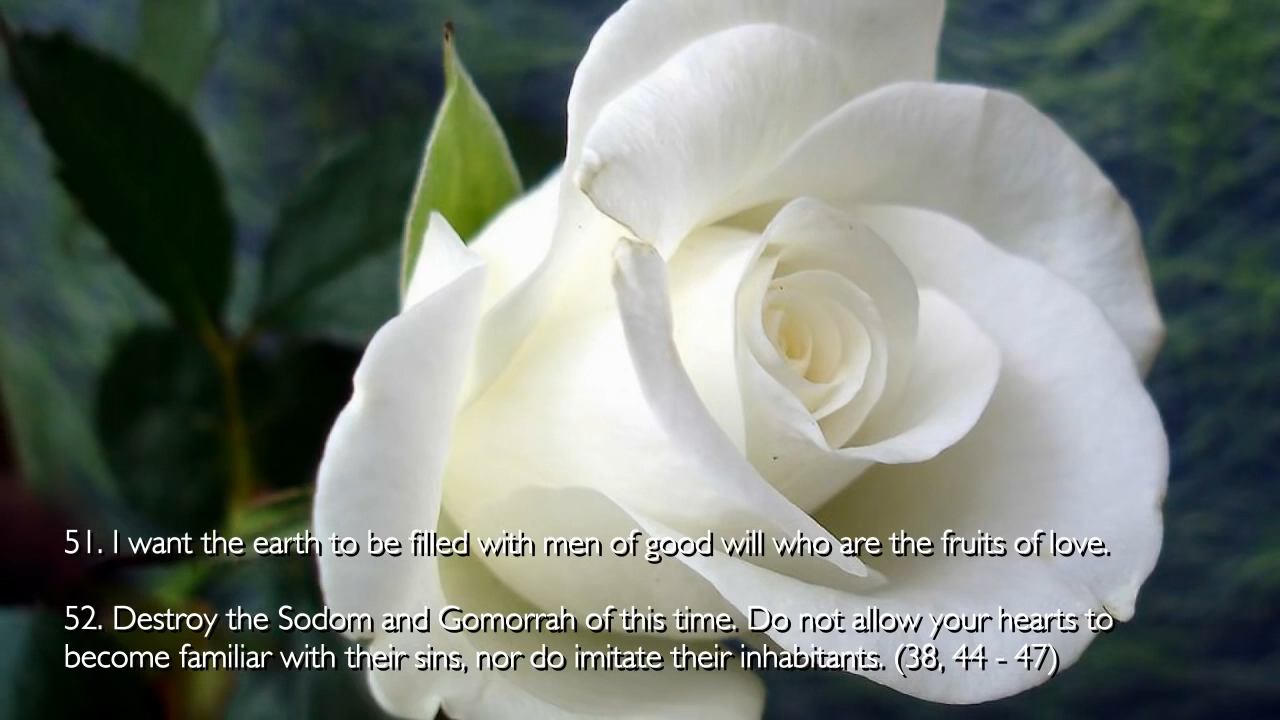 51. I want the earth to be filled with men of good will who are the fruits of love.
52. Destroy the Sodom and Gomorrah of this time. Do not allow your hearts to
become familiar with their sins, nor do imitate their inhabitants. (38, 44 - 47)